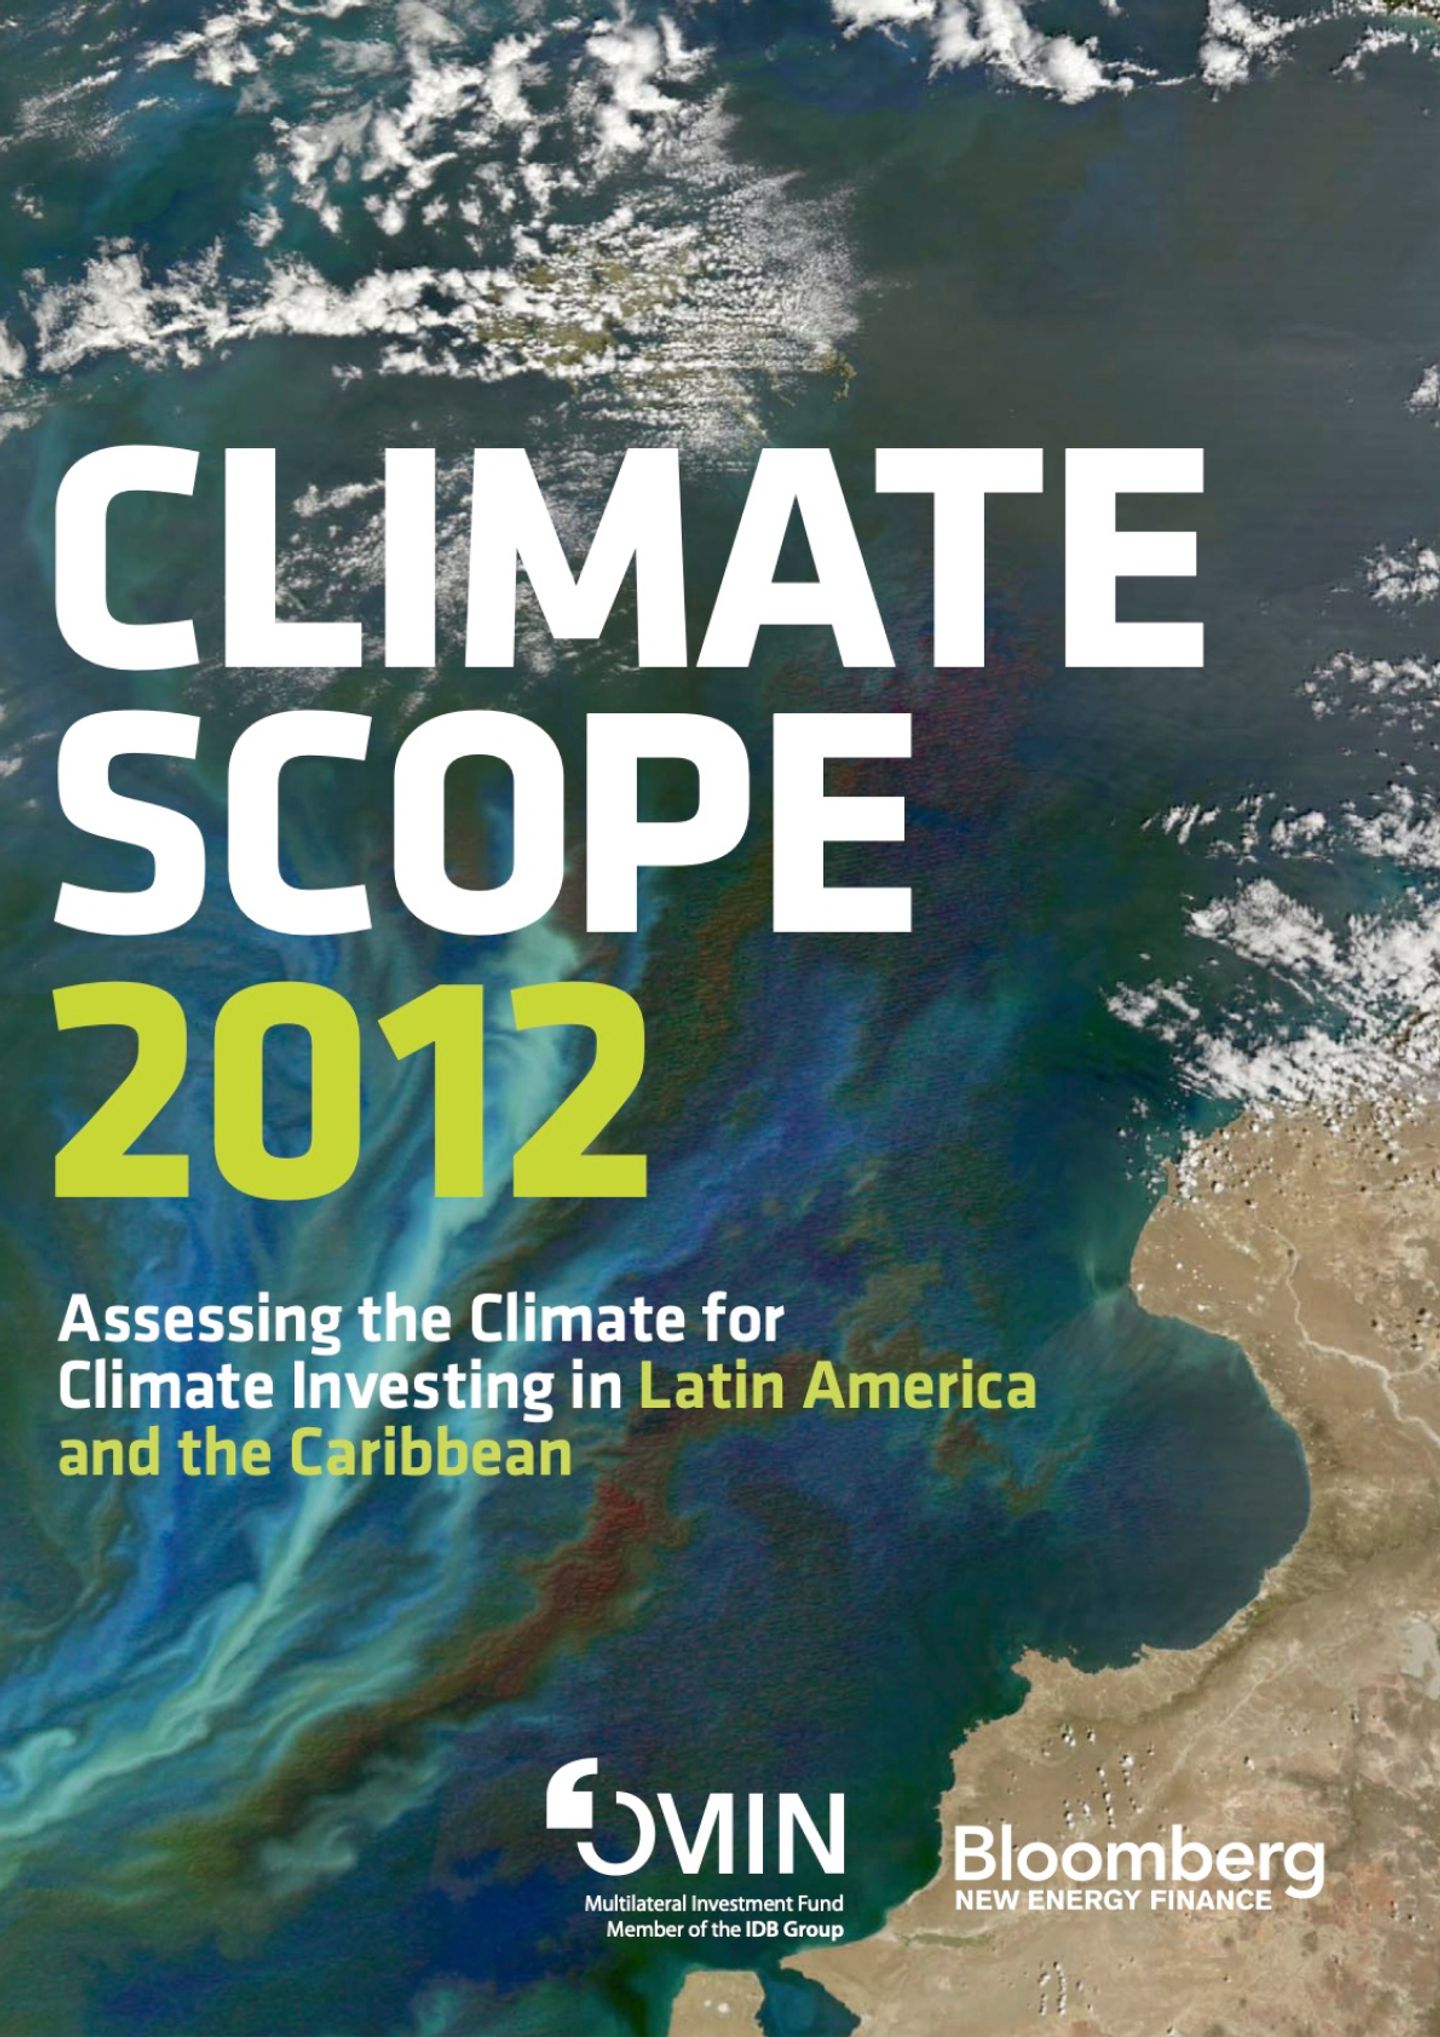 CLIMATE
SCOPE
2012
Assessing the Climate for
Climate Investing in Latin America
and the Caribbean
OMIN
Multilateral Investment Fund
Member of the IDB Group
Bloomberg
NEW ENERGY FINANCE